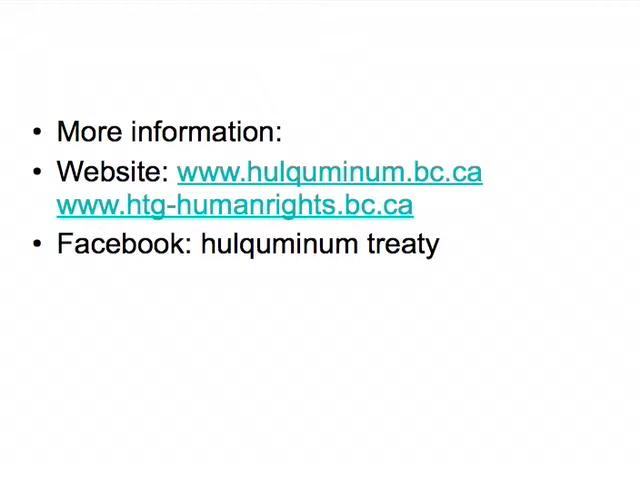 • More information:
• Website: www.hulquminum.bc.ca
www.htg-humanrights.bc.ca
• Facebook: hulquminum treaty